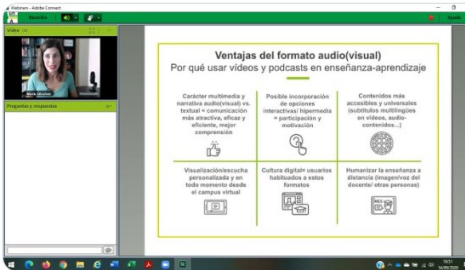 Webinars - Adobe Connect
Reunión
Video
Preguntas y respuestas
Ventajas del formato audio(visual)
Por qué usar vídeos y podcasts en enseñanza-aprendizaje
Carácter multimedia y
narrativa audio(visual) vs.
textual = comunicación
más atractiva, eficaz y
eficiente, mejor
comprensión
Posible incorporación
de opciones
interactivas/ hipermedia
= participación y
motivación
Contenidos más
accesibles y universales
(subtítulos multilingües
en vídeos, audio-
contenidos...)
Visualización/escucha
personalizada y en
todo momento desde
el campus virtual
Cultura digital= usuarios
habituados a estos
formatos
Humanizar la enseñanza a
distancia (imagen/voz del
docente/ otras personas)